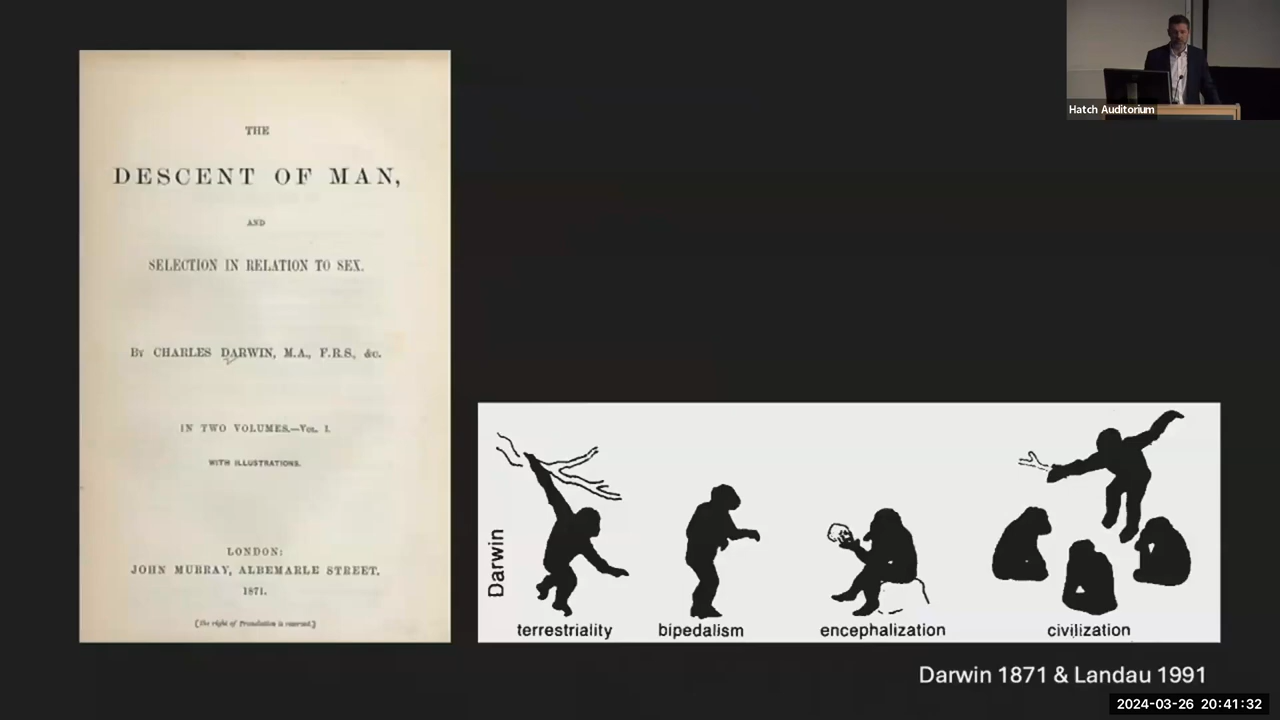 THE
DESCENT OF MAN,
AND
SELECTION IN RELATION TO SEX.
BY CHARLES DARWIN, M.A., F.R.S., &c.
IN TWO VOLUMES.—VOL. I.
WITH ILLUSTRATIONS.
LONDON:
JOHN MURRAY, ALBEMARLE STREET.
1871.
[The right of Translation is reserved.]
Hatch Auditorium
Darwin
terrestriality bipedalism encephalization civilization
Darwin 1871 & Landau 1991
2024-03-26 20:41:32